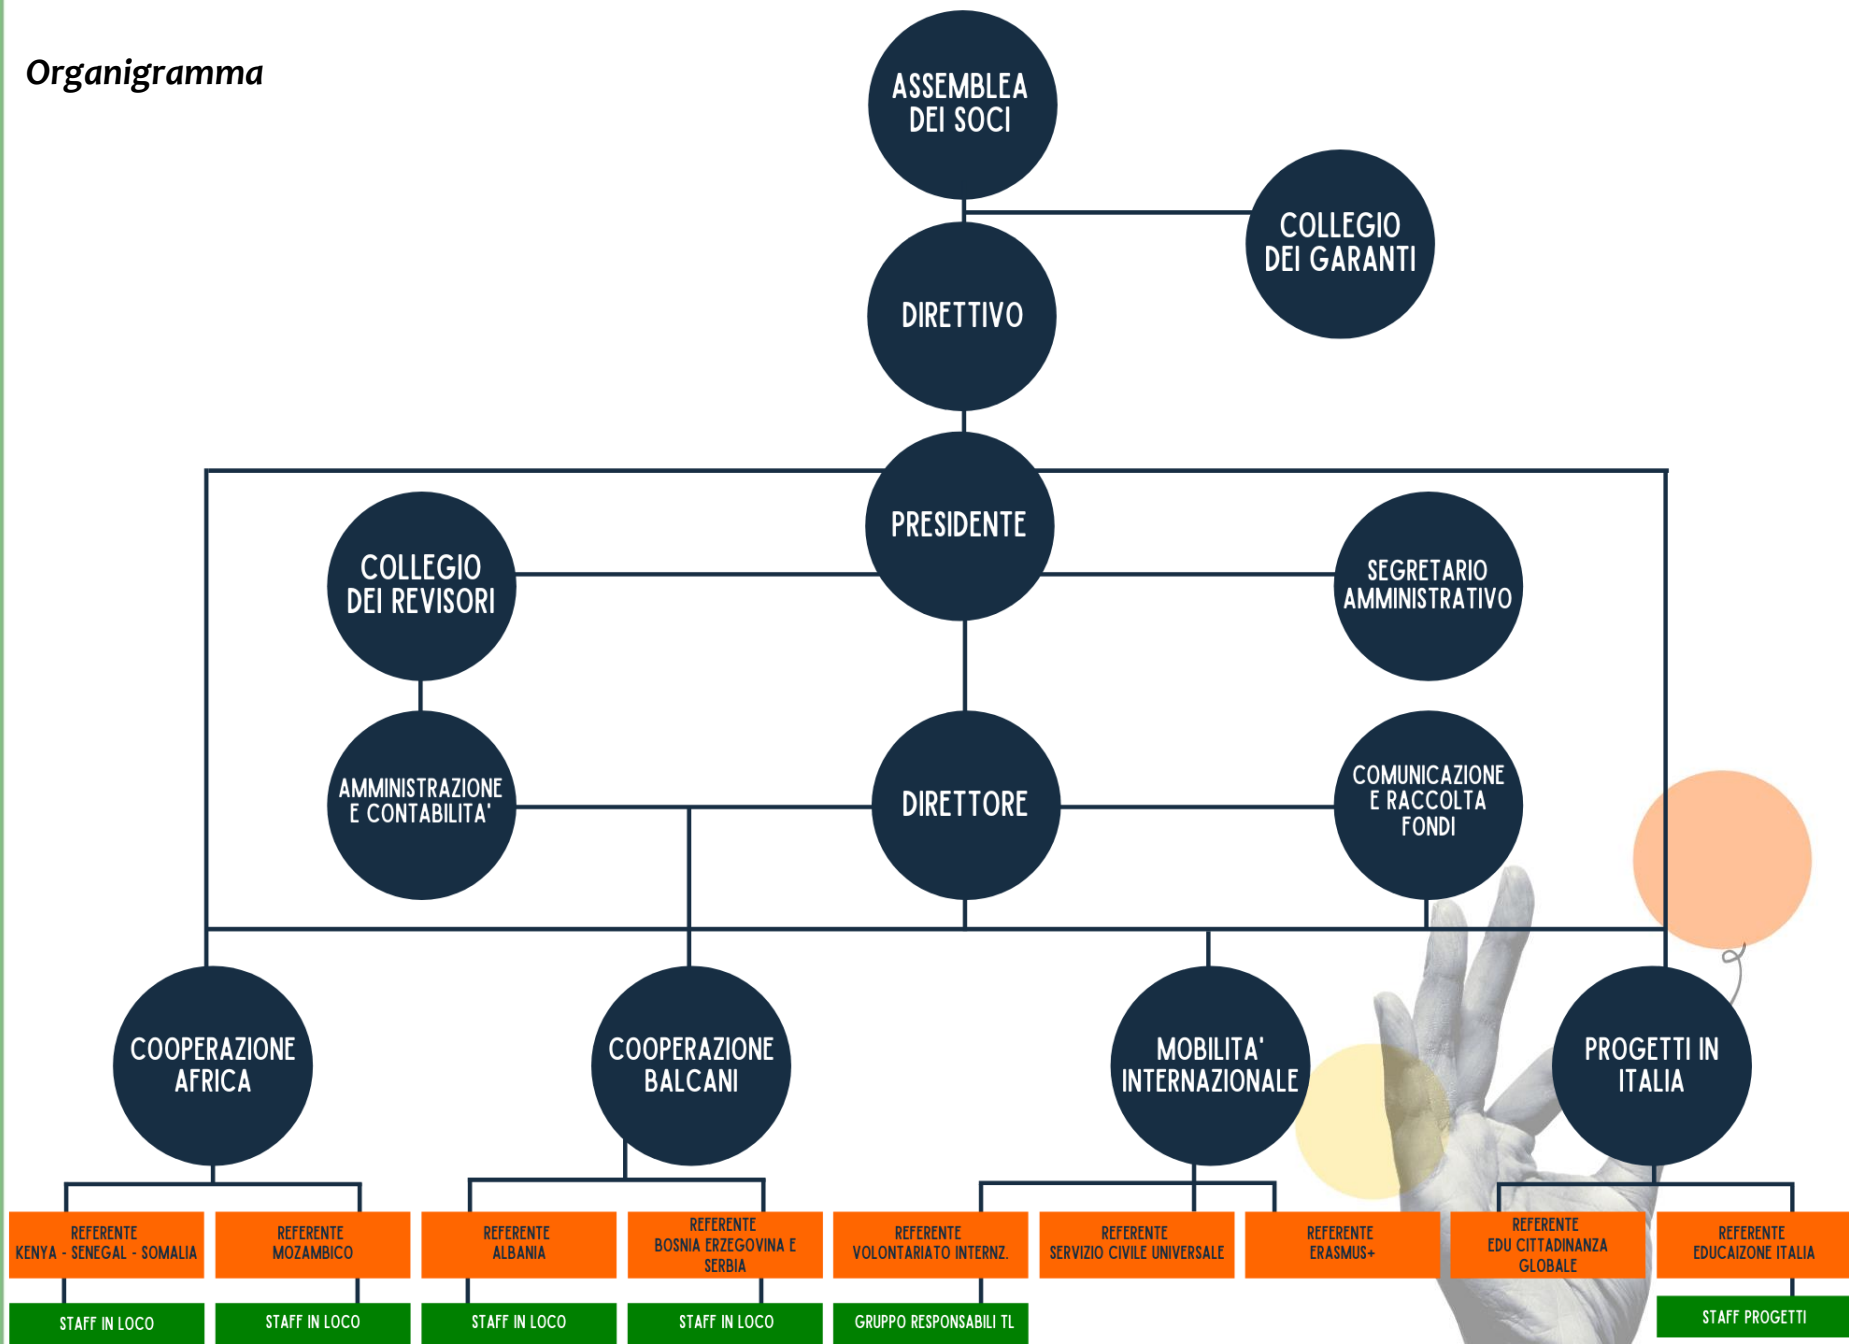 Organigramma
ASSEMBLEA
DEI SOCI
COLLEGIO
DEI GARANTI
DIRETTIVO
PRESIDENTE
COLLEGIO
DEI REVISORI
SEGRETARIO
AMMINISTRATIVO
AMMINISTRAZIONE
E CONTABILITA'
DIRETTORE
COMUNICAZIONE
E RACCOLTA
FONDI
COOPERAZIONE
AFRICA
COOPERAZIONE
BALCANI
MOBILITA'
INTERNAZIONALE
PROGETTI IN
ITALIA
REFERENTE
KENYA - SENEGAL - SOMALIA
REFERENTE
MOZAMBICO
REFERENTE
ALBANIA
REFERENTE
BOSNIA ERZEGOVINA E
SERBIA
REFERENTE
VOLONTARIATO INTERNZ.
REFERENTE
SERVIZIO CIVILE UNIVERSALE
REFERENTE
ERASMUS+
REFERENTE
EDU CITTADINANZA
GLOBALE
REFERENTE
EDUCAIZONE ITALIA
STAFF IN LOCO
STAFF IN LOCO
STAFF IN LOCO
STAFF IN LOCO
GRUPPO RESPONSABILI TL
STAFF PROGETTI